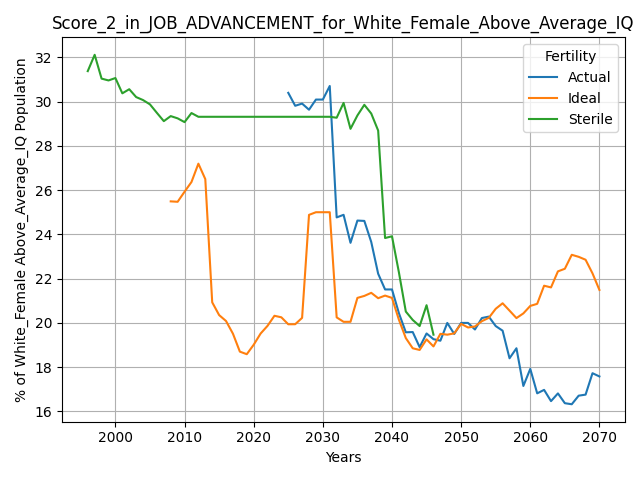 Score_2_in_JOB_ADVANCEMENT_for_White_Female_Above_Average_IQ
% of White_Female Above_Average_IQ Population
32
30
28
26
24
22
20
18
16
Fertility
Actual
Ideal
Sterile
2000 2010 2020 2030 2040 2050 2060 2070
Years